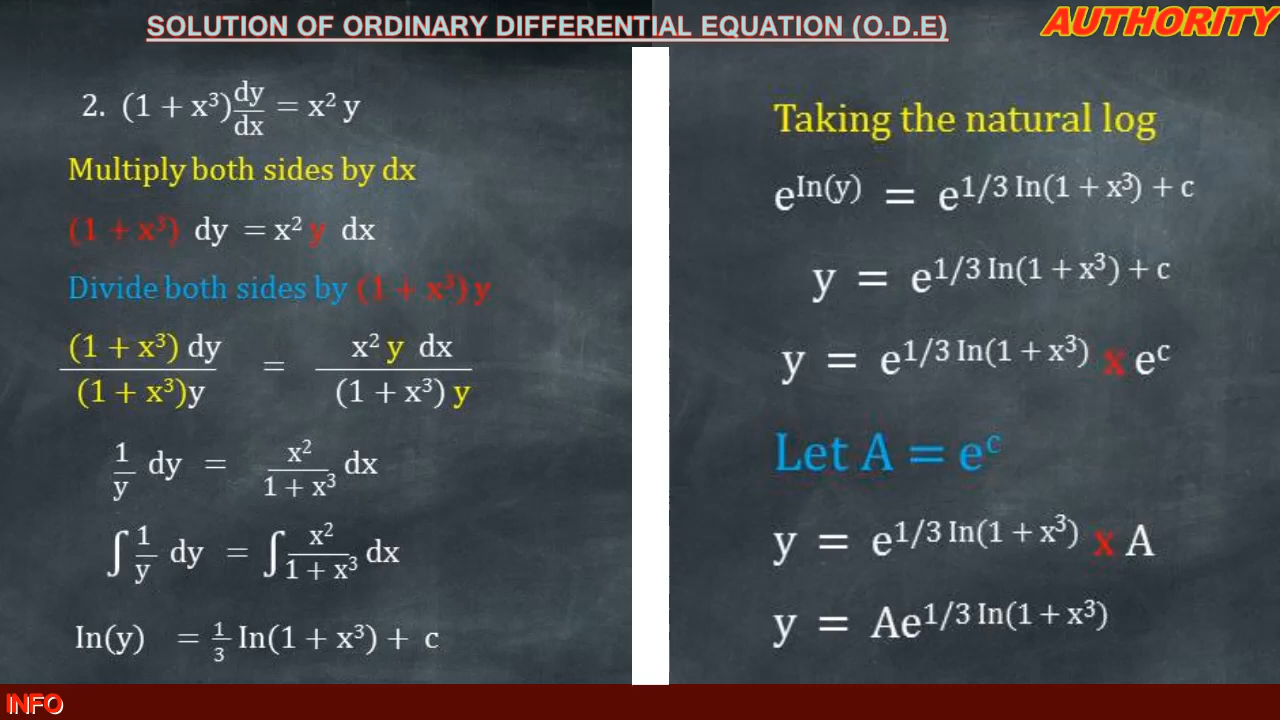 SOLUTION OF ORDINARY DIFFERENTIAL EQUATION (O.D.E)
AUTHORITY
2. (1 + x³) dy/dx = x² y
Multiply both sides by dx
(1 + x³) dy = x² y dx
Divide both sides by (1 + x³) y
(1 + x³) dy / (1 + x³)y = x² y dx / (1 + x³) y
1/y dy = x²/(1 + x³) dx
∫ 1/y dy = ∫ x²/(1 + x³) dx
In(y) = 1/3 In(1 + x³) + c
Taking the natural log
e^(In(y)) = e^(1/3 In(1 + x³) + c)
y = e^(1/3 In(1 + x³) + c)
y = e^(1/3 In(1 + x³)) x e^c
Let A = e^c
y = e^(1/3 In(1 + x³)) x A
y = Ae^(1/3 In(1 + x³))
INFO